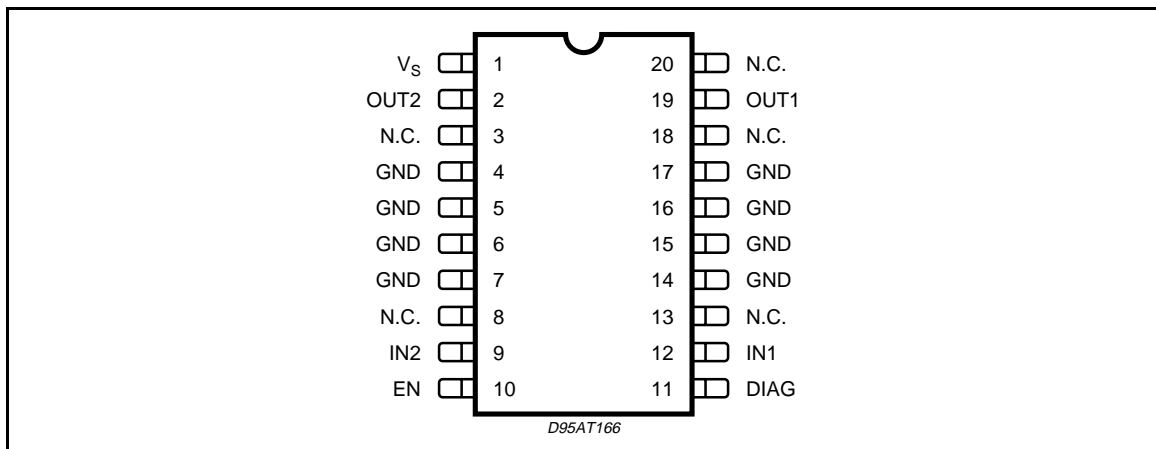 VS 1 20 N.C.
OUT2 2 19 OUT1
N.C. 3 18 N.C.
GND 4 17 GND
GND 5 16 GND
GND 6 15 GND
GND 7 14 GND
N.C. 8 13 N.C.
IN2 9 12 IN1
EN 10 11 DIAG
D95AT166